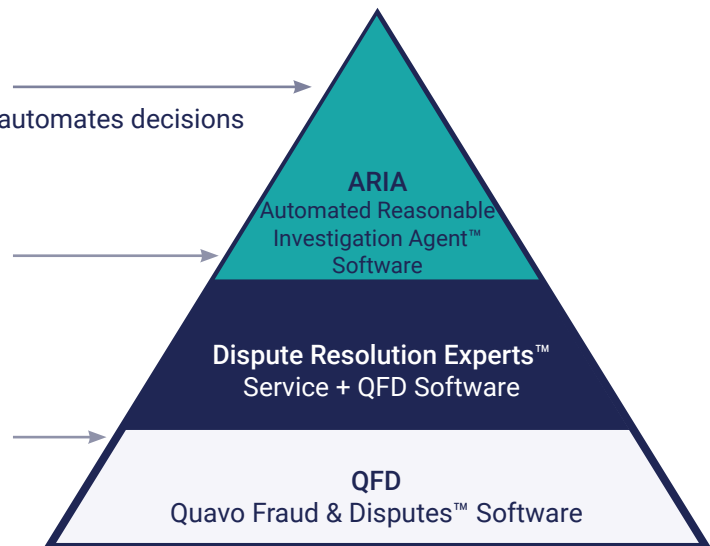 automates decisions
ARIA
Automated Reasonable
Investigation Agent™
Software
Dispute Resolution Experts™
Service + QFD Software
QFD
Quavo Fraud & Disputes™ Software